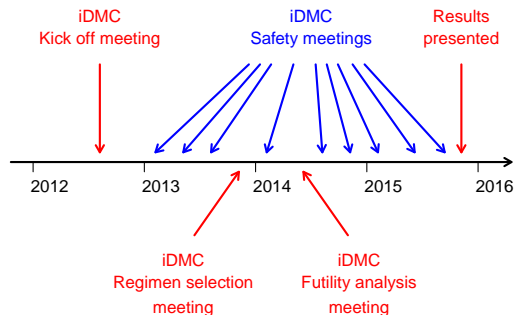 iDMC
Kick off meeting
iDMC
Safety meetings
Results
presented
2012
2013
2014
2015
2016
iDMC
Regimen selection
meeting
iDMC
Futility analysis
meeting